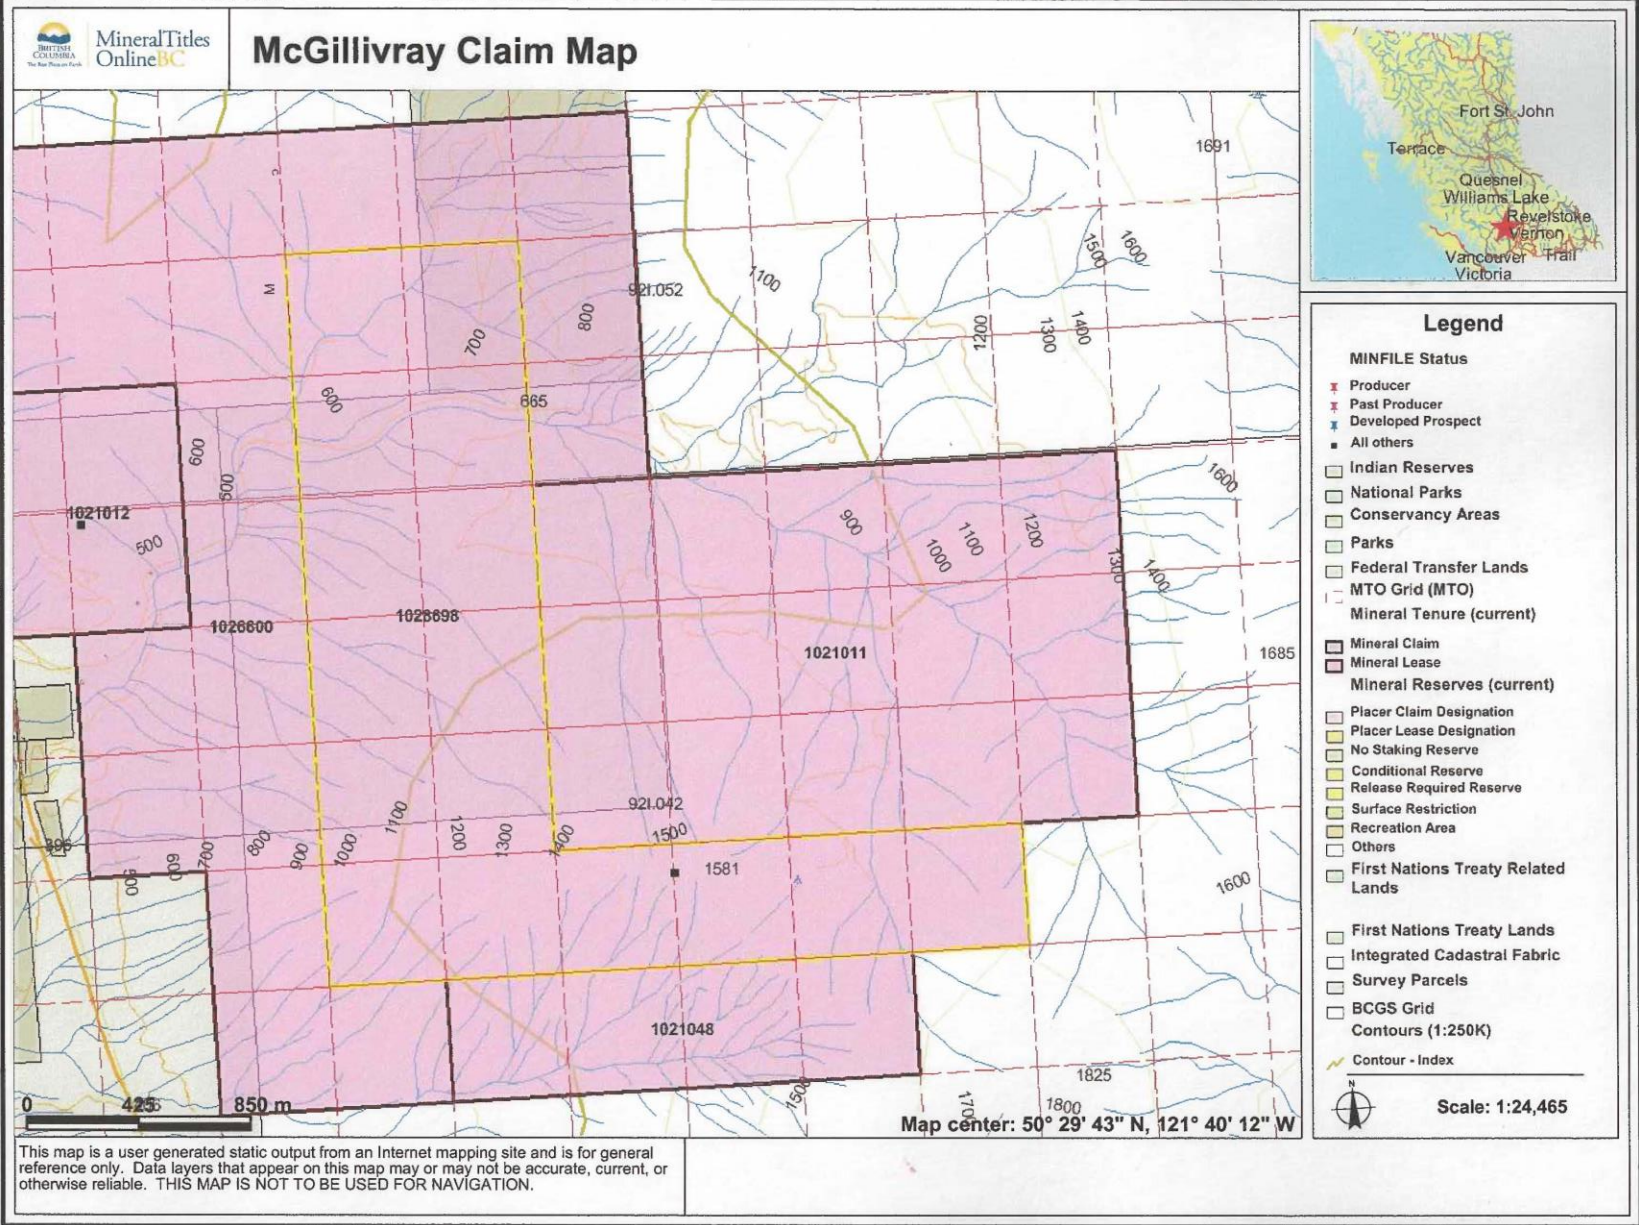 BRITISH
COLUMBIA
The Best Place on Earth
MineralTitles
OnlineBC
McGillivray Claim Map
Fort St. John
Terrace
Quesnel
Williams Lake
Revelstoke
Vernon
Vancouver
Trail
Victoria
1691
1500
1600
92I.052
1100
M
800
700
1200
1300
1400
600
665
600
500
1600
1021012
500
900
1000
1100
1200
1300
1400
1026600
1023698
1021011
1685
92I.042
1500
1100
1200
1300
1400
700
800
900
1000
600
1581
1600
1021048
1500
1825
1700
1800
0
850 m
Map center: 50° 29' 43" N, 121° 40' 12" W
Legend
MINFILE Status
Producer
Past Producer
Developed Prospect
All others
Indian Reserves
National Parks
Conservancy Areas
Parks
Federal Transfer Lands
MTO Grid (MTO)
Mineral Tenure (current)
Mineral Claim
Mineral Lease
Mineral Reserves (current)
Placer Claim Designation
Placer Lease Designation
No Staking Reserve
Conditional Reserve
Release Required Reserve
Surface Restriction
Recreation Area
Others
First Nations Treaty Related
Lands
First Nations Treaty Lands
Integrated Cadastral Fabric
Survey Parcels
BCGS Grid
Contours (1:250K)
Contour - Index
N
Scale: 1:24,465
This map is a user generated static output from an Internet mapping site and is for general
reference only. Data layers that appear on this map may or may not be accurate, current, or
otherwise reliable. THIS MAP IS NOT TO BE USED FOR NAVIGATION.